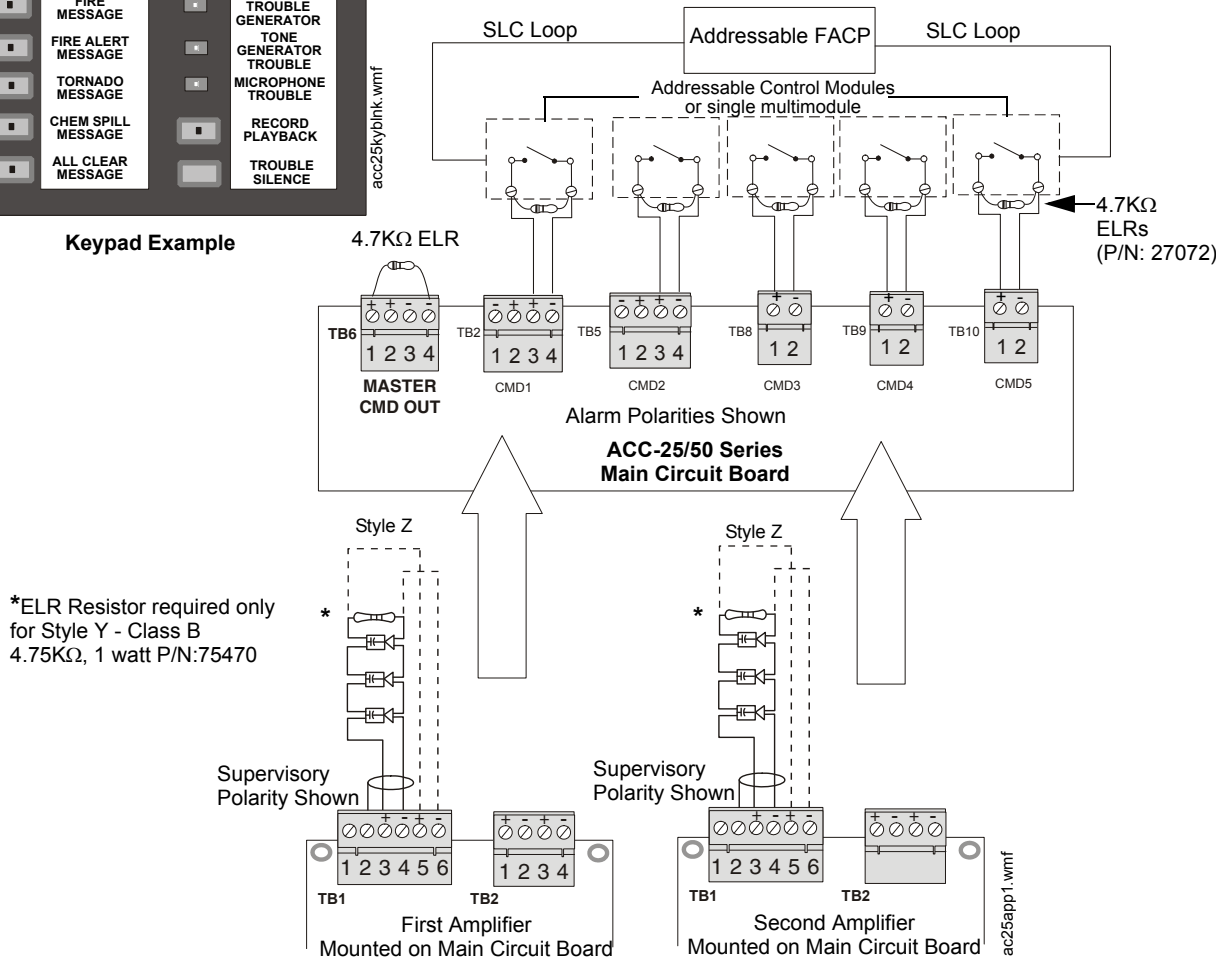 FIRE
MESSAGE
FIRE ALERT
MESSAGE
TORNADO
MESSAGE
CHEM SPILL
MESSAGE
ALL CLEAR
MESSAGE
TROUBLE
GENERATOR
TONE
GENERATOR
TROUBLE
MICROPHONE
TROUBLE
RECORD
PLAYBACK
TROUBLE
SILENCE
acc25kyblnk.wmf
Keypad Example
SLC Loop
Addressable FACP
SLC Loop
Addressable Control Modules
or single multimodule
4.7KΩ
ELRs
(P/N: 27072)
4.7KΩ ELR
+ + - -
TB6
1 2 3 4
MASTER
CMD OUT
- + + -
TB2
1 2 3 4
CMD1
- + + -
TB5
1 2 3 4
CMD2
+ -
TB8
1 2
CMD3
+ -
TB9
1 2
CMD4
+ -
TB10
1 2
CMD5
Alarm Polarities Shown
ACC-25/50 Series
Main Circuit Board
*ELR Resistor required only
for Style Y - Class B
4.75KΩ, 1 watt P/N:75470
Style Z
*
Supervisory
Polarity Shown
+ - + -
1 2 3 4 5 6
TB1
+ - + -
1 2 3 4
TB2
First Amplifier
Mounted on Main Circuit Board
Style Z
*
Supervisory
Polarity Shown
+ - + -
1 2 3 4 5 6
TB1
+ - + -
TB2
Second Amplifier
Mounted on Main Circuit Board
ac25app1.wmf